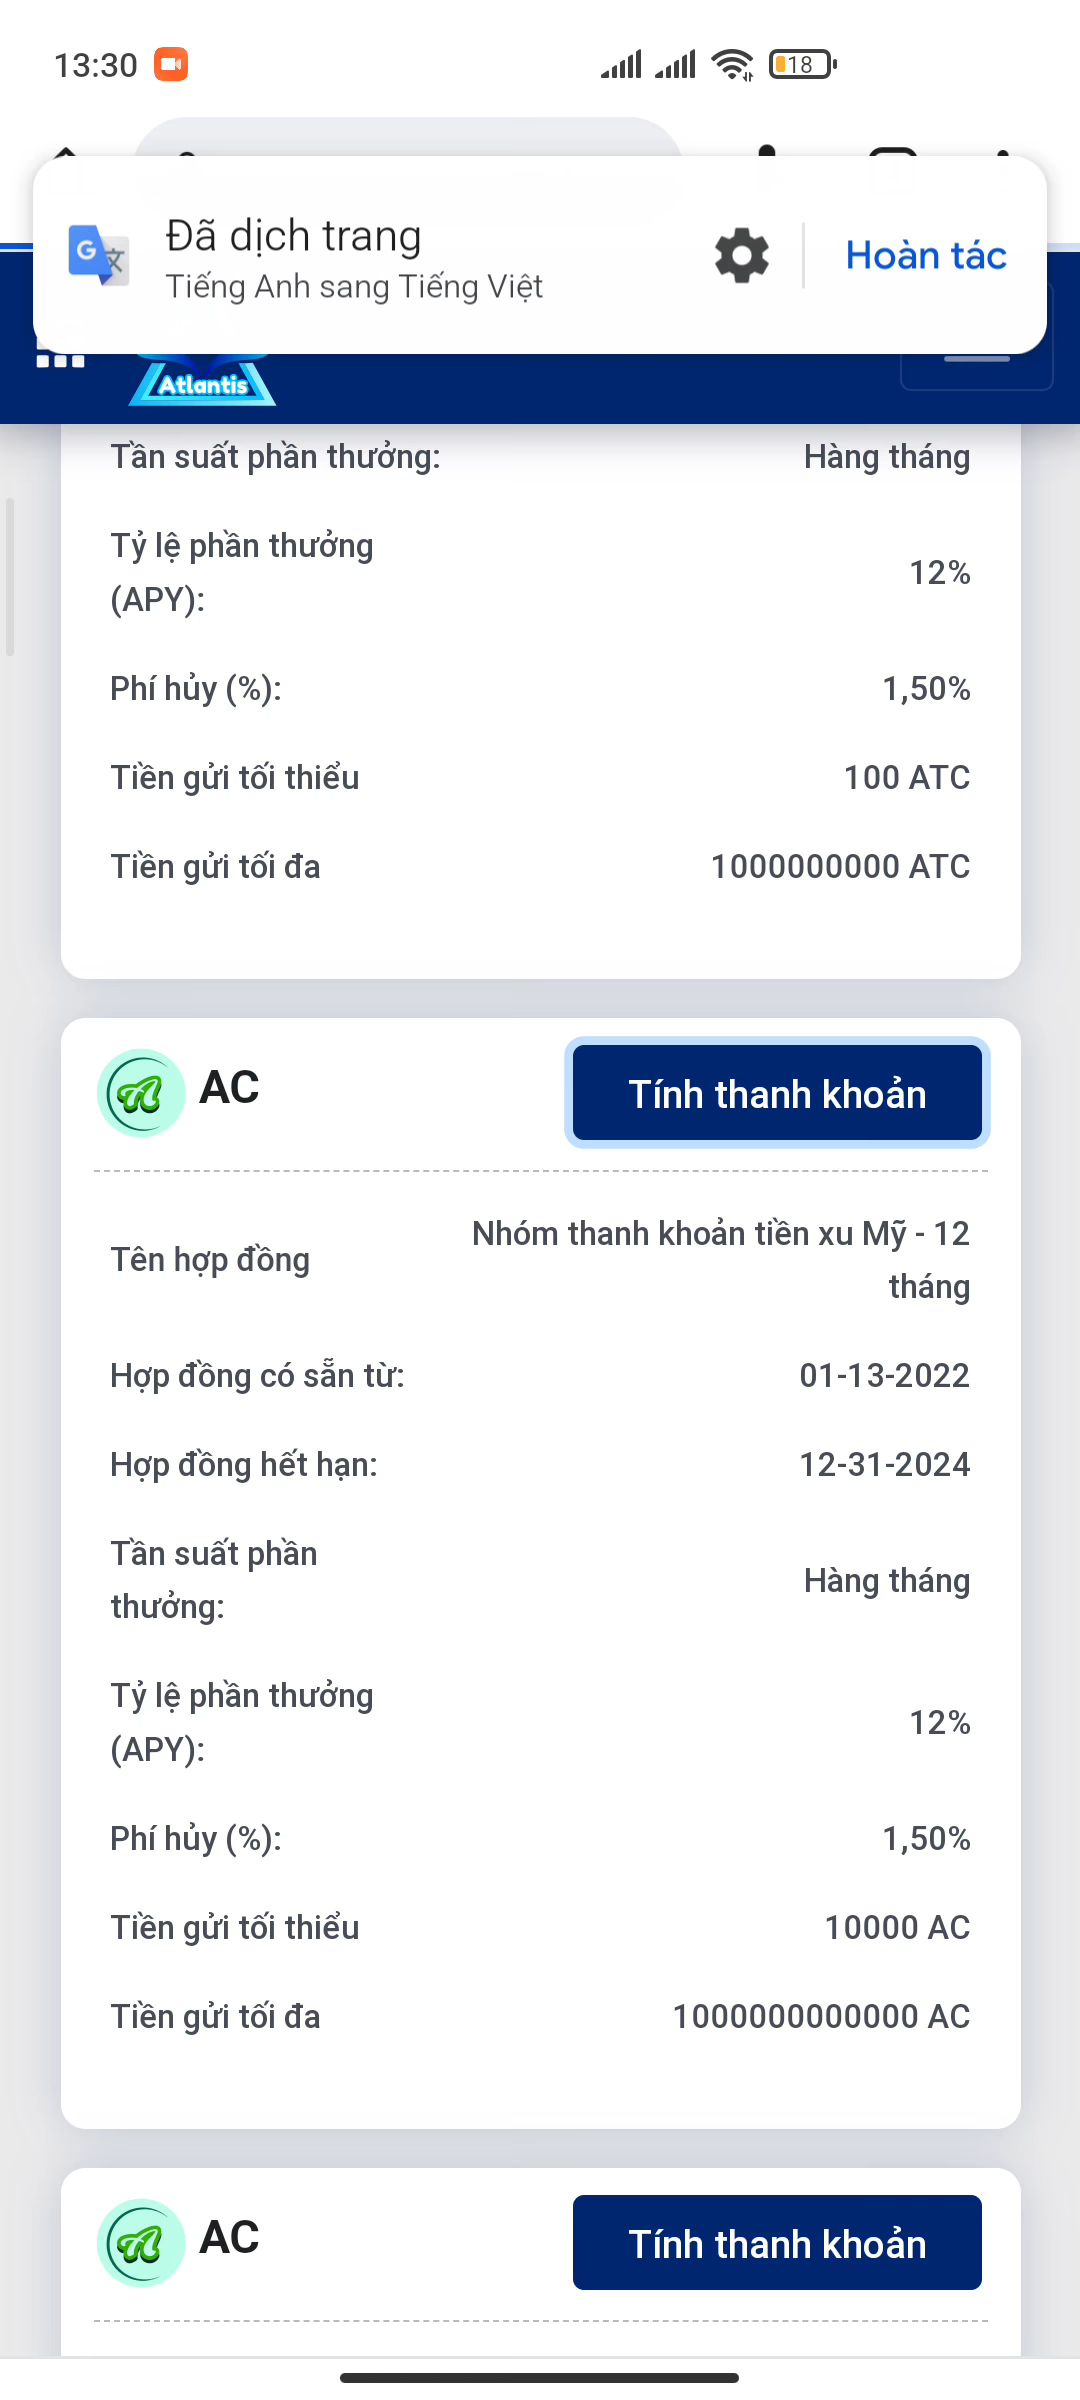 13:30
18
Đã dịch trang
Tiếng Anh sang Tiếng Việt
Hoàn tác
Atlantis
Tần suất phần thưởng:
Hàng tháng
Tỷ lệ phần thưởng
(APY):
12%
Phí hủy (%):
1,50%
Tiền gửi tối thiểu
100 ATC
Tiền gửi tối đa
1000000000 ATC
AC
Tính thanh khoản
Tên hợp đồng
Nhóm thanh khoản tiền xu Mỹ - 12
tháng
Hợp đồng có sẵn từ:
01-13-2022
Hợp đồng hết hạn:
12-31-2024
Tần suất phần
thưởng:
Hàng tháng
Tỷ lệ phần thưởng
(APY):
12%
Phí hủy (%):
1,50%
Tiền gửi tối thiểu
10000 AC
Tiền gửi tối đa
1000000000000 AC
AC
Tính thanh khoản